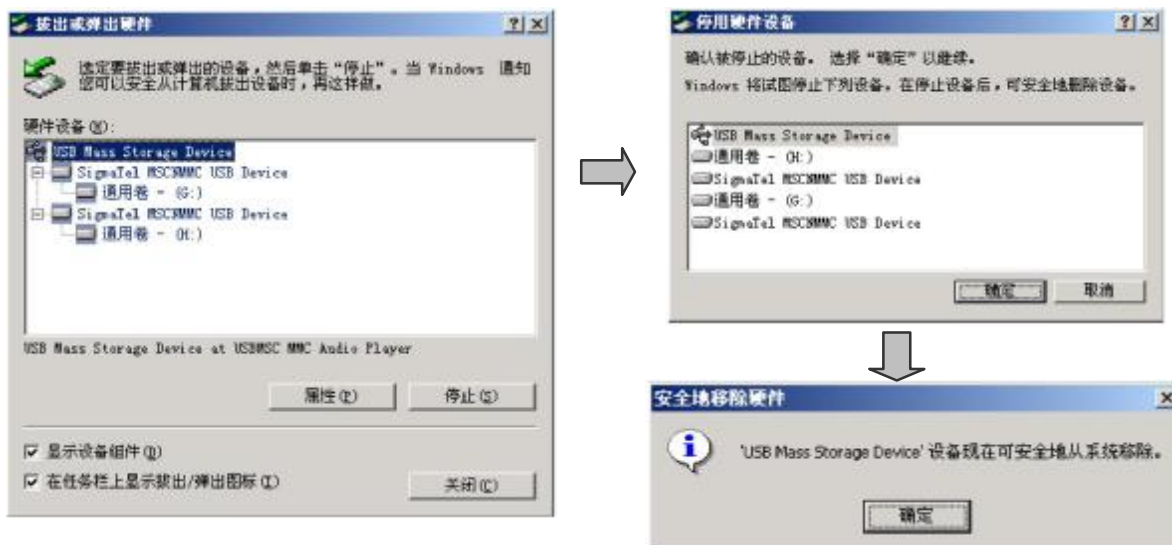 拔出或弹出硬件
选定要拔出或弹出的设备，然后单击“停止”。当 Windows 通知
您可以安全从计算机拔出设备时，再这样做。
硬件设备(W):
USB Mass Storage Device
SigmaTel MSCNMMC USB Device
通用卷 - (G:)
SigmaTel MSCNMMC USB Device
通用卷 - (H:)
USB Mass Storage Device at USBMSC MMC Audio Player
属性(P)
停止(S)
显示设备组件(D)
在任务栏上显示拔出/弹出图标(I)
关闭(C)
停用硬件设备
确认被停止的设备。 选择“确定”以继续。
Windows 将试图停止下列设备。在停止设备后，可安全地删除设备。
USB Mass Storage Device
通用卷 - (H:)
SigmaTel MSCNMMC USB Device
通用卷 - (G:)
SigmaTel MSCNMMC USB Device
确定
取消
安全地移除硬件
'USB Mass Storage Device' 设备现在可安全地从系统移除。
确定